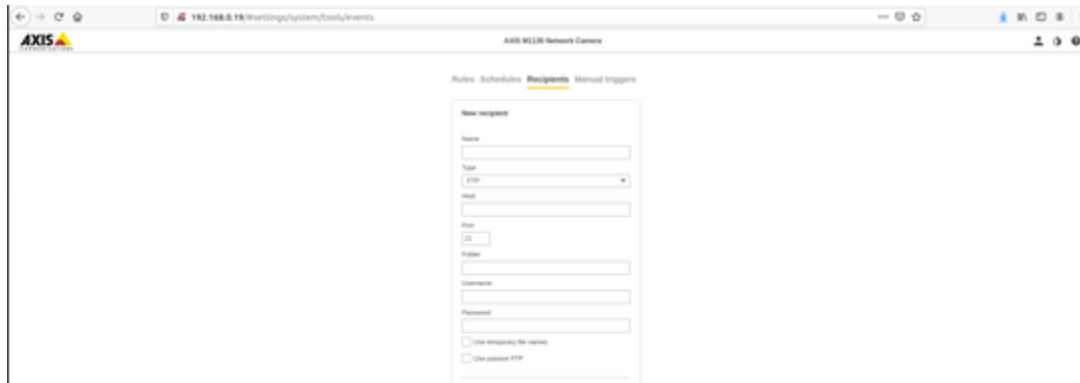 192.168.0.19/#settings/system/tools/events
AXIS
COMMUNICATIONS
AXIS M1135 Network Camera
Rules Schedules Recipients Manual triggers
New recipient
Name
Type
FTP
Host
Port
21
Folder
Username
Password
Use temporary file names
Use passive FTP